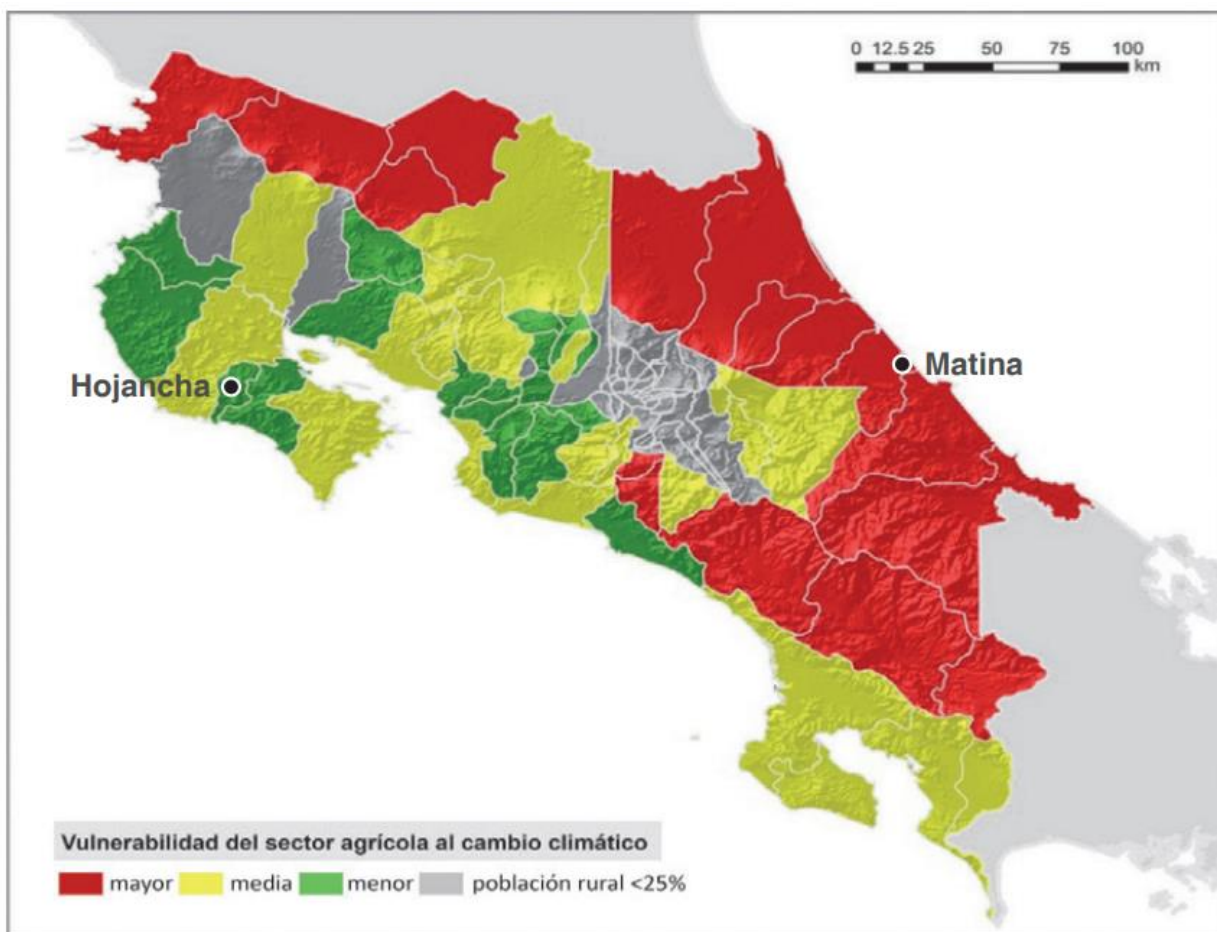 0 12.5 25 50 75 100
km
Matina
Hojancha
Vulnerabilidad del sector agrícola al cambio climático
mayor media menor población rural <25%